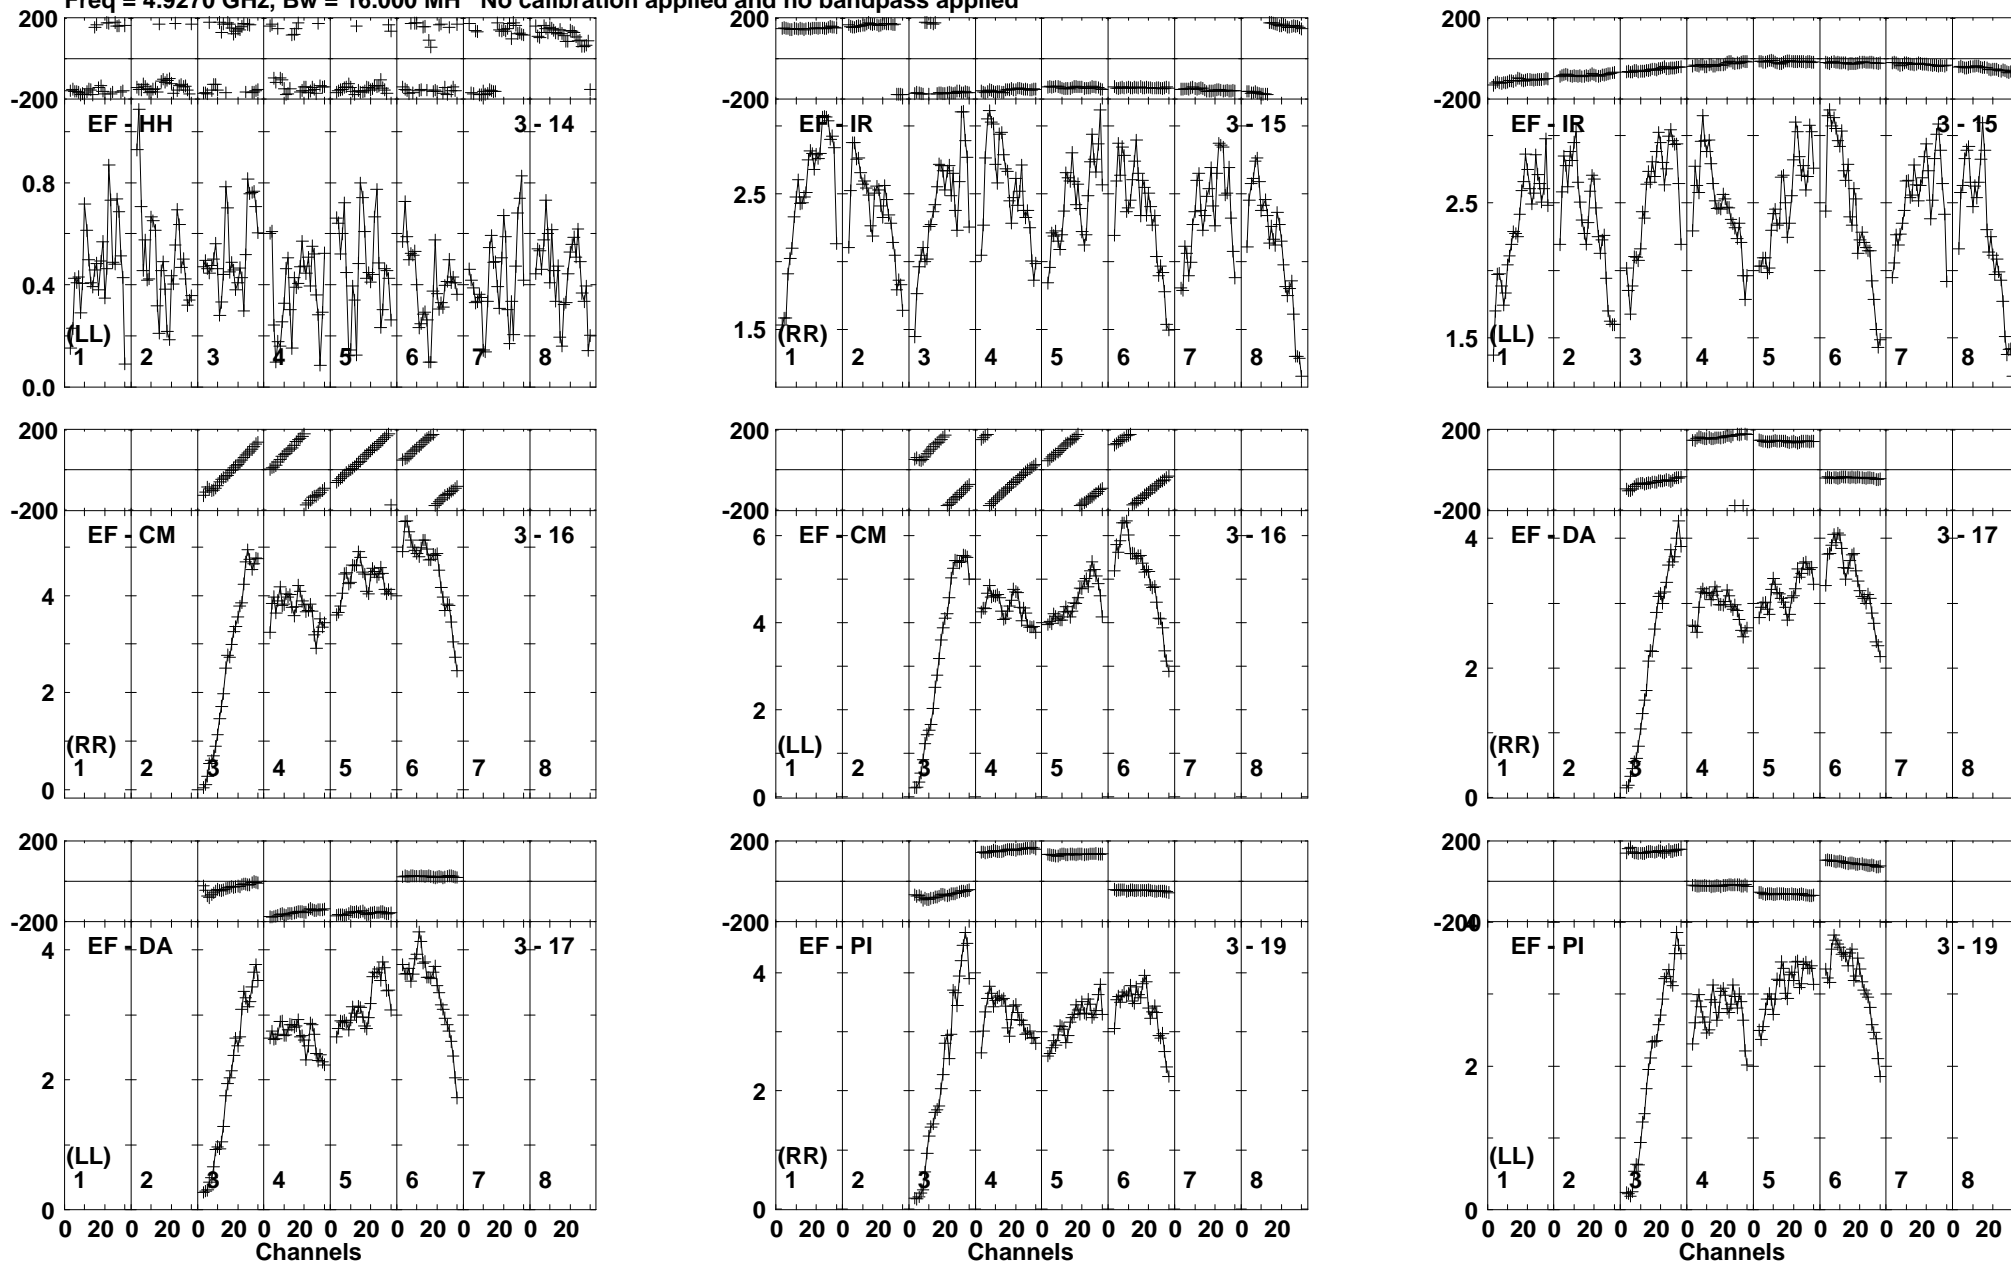 Freq = 4.9270 GHz, Bw = 16.000 MH No calibration applied and no bandpass applied
200
-200
EF - HH 3 - 14
0.8
0.4
(LL)
1 2 3 4 5 6 7 8
0.0
200
-200
EF - IR 3 - 15
2.5
1.5
(RR)
1 2 3 4 5 6 7 8
200
-200
EF - IR 3 - 15
2.5
1.5
(LL)
1 2 3 4 5 6 7 8
200
-200
EF - CM 3 - 16
4
2
(RR)
1 2 3 4 5 6 7 8
0
200
-200
EF - CM 3 - 16
6
4
2
(LL)
1 2 3 4 5 6 7 8
0
200
-200
EF - DA 3 - 17
4
2
(RR)
1 2 3 4 5 6 7 8
0
200
-200
EF - DA 3 - 17
4
2
(LL)
1 2 3 4 5 6 7 8
0
0 20 0 20 0 20 0 20 0 20 0 20 0 20 0 20
Channels
200
-200
EF - PI 3 - 19
4
2
(RR)
1 2 3 4 5 6 7 8
0
0 20 0 20 0 20 0 20 0 20 0 20 0 20 0 20
Channels
200
-200
4
EF - PI 3 - 19
2
(LL)
1 2 3 4 5 6 7 8
0
0 20 0 20 0 20 0 20 0 20 0 20 0 20 0 20
Channels